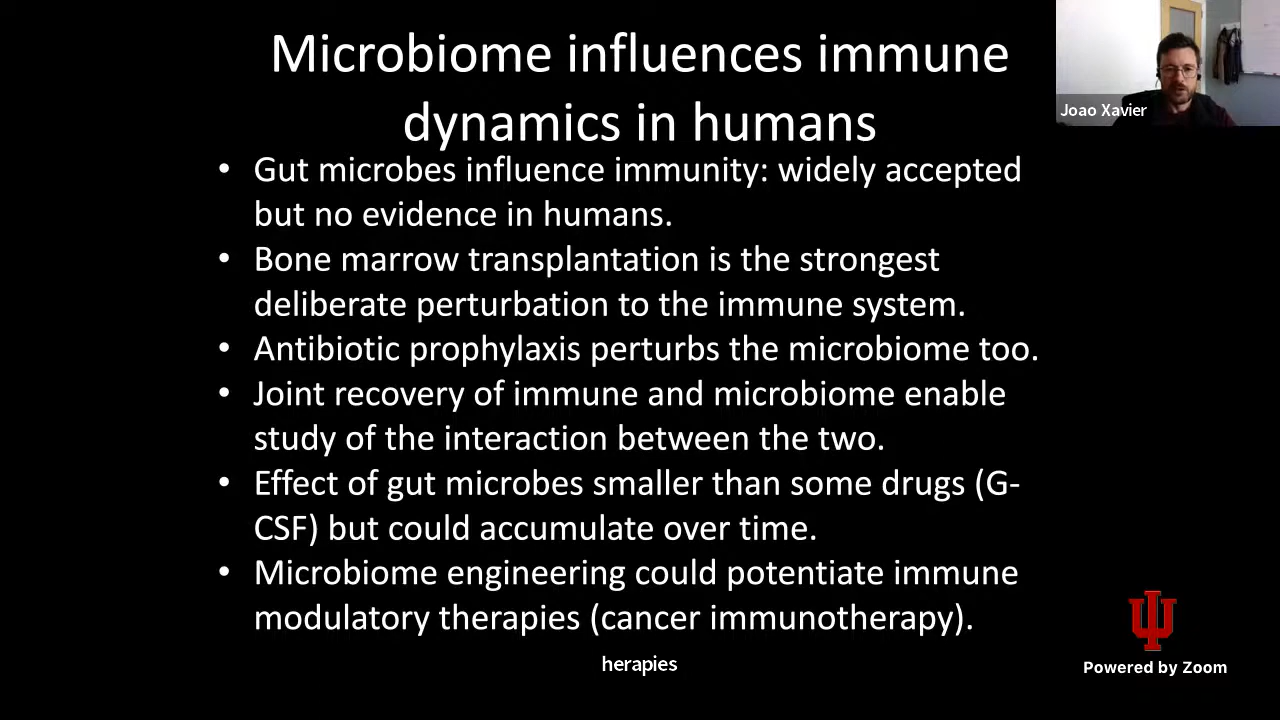 Microbiome influences immune
dynamics in humans
Joao Xavier
• Gut microbes influence immunity: widely accepted
but no evidence in humans.
• Bone marrow transplantation is the strongest
deliberate perturbation to the immune system.
• Antibiotic prophylaxis perturbs the microbiome too.
• Joint recovery of immune and microbiome enable
study of the interaction between the two.
• Effect of gut microbes smaller than some drugs (G-
CSF) but could accumulate over time.
• Microbiome engineering could potentiate immune
modulatory therapies (cancer immunotherapy).
herapies
Powered by Zoom